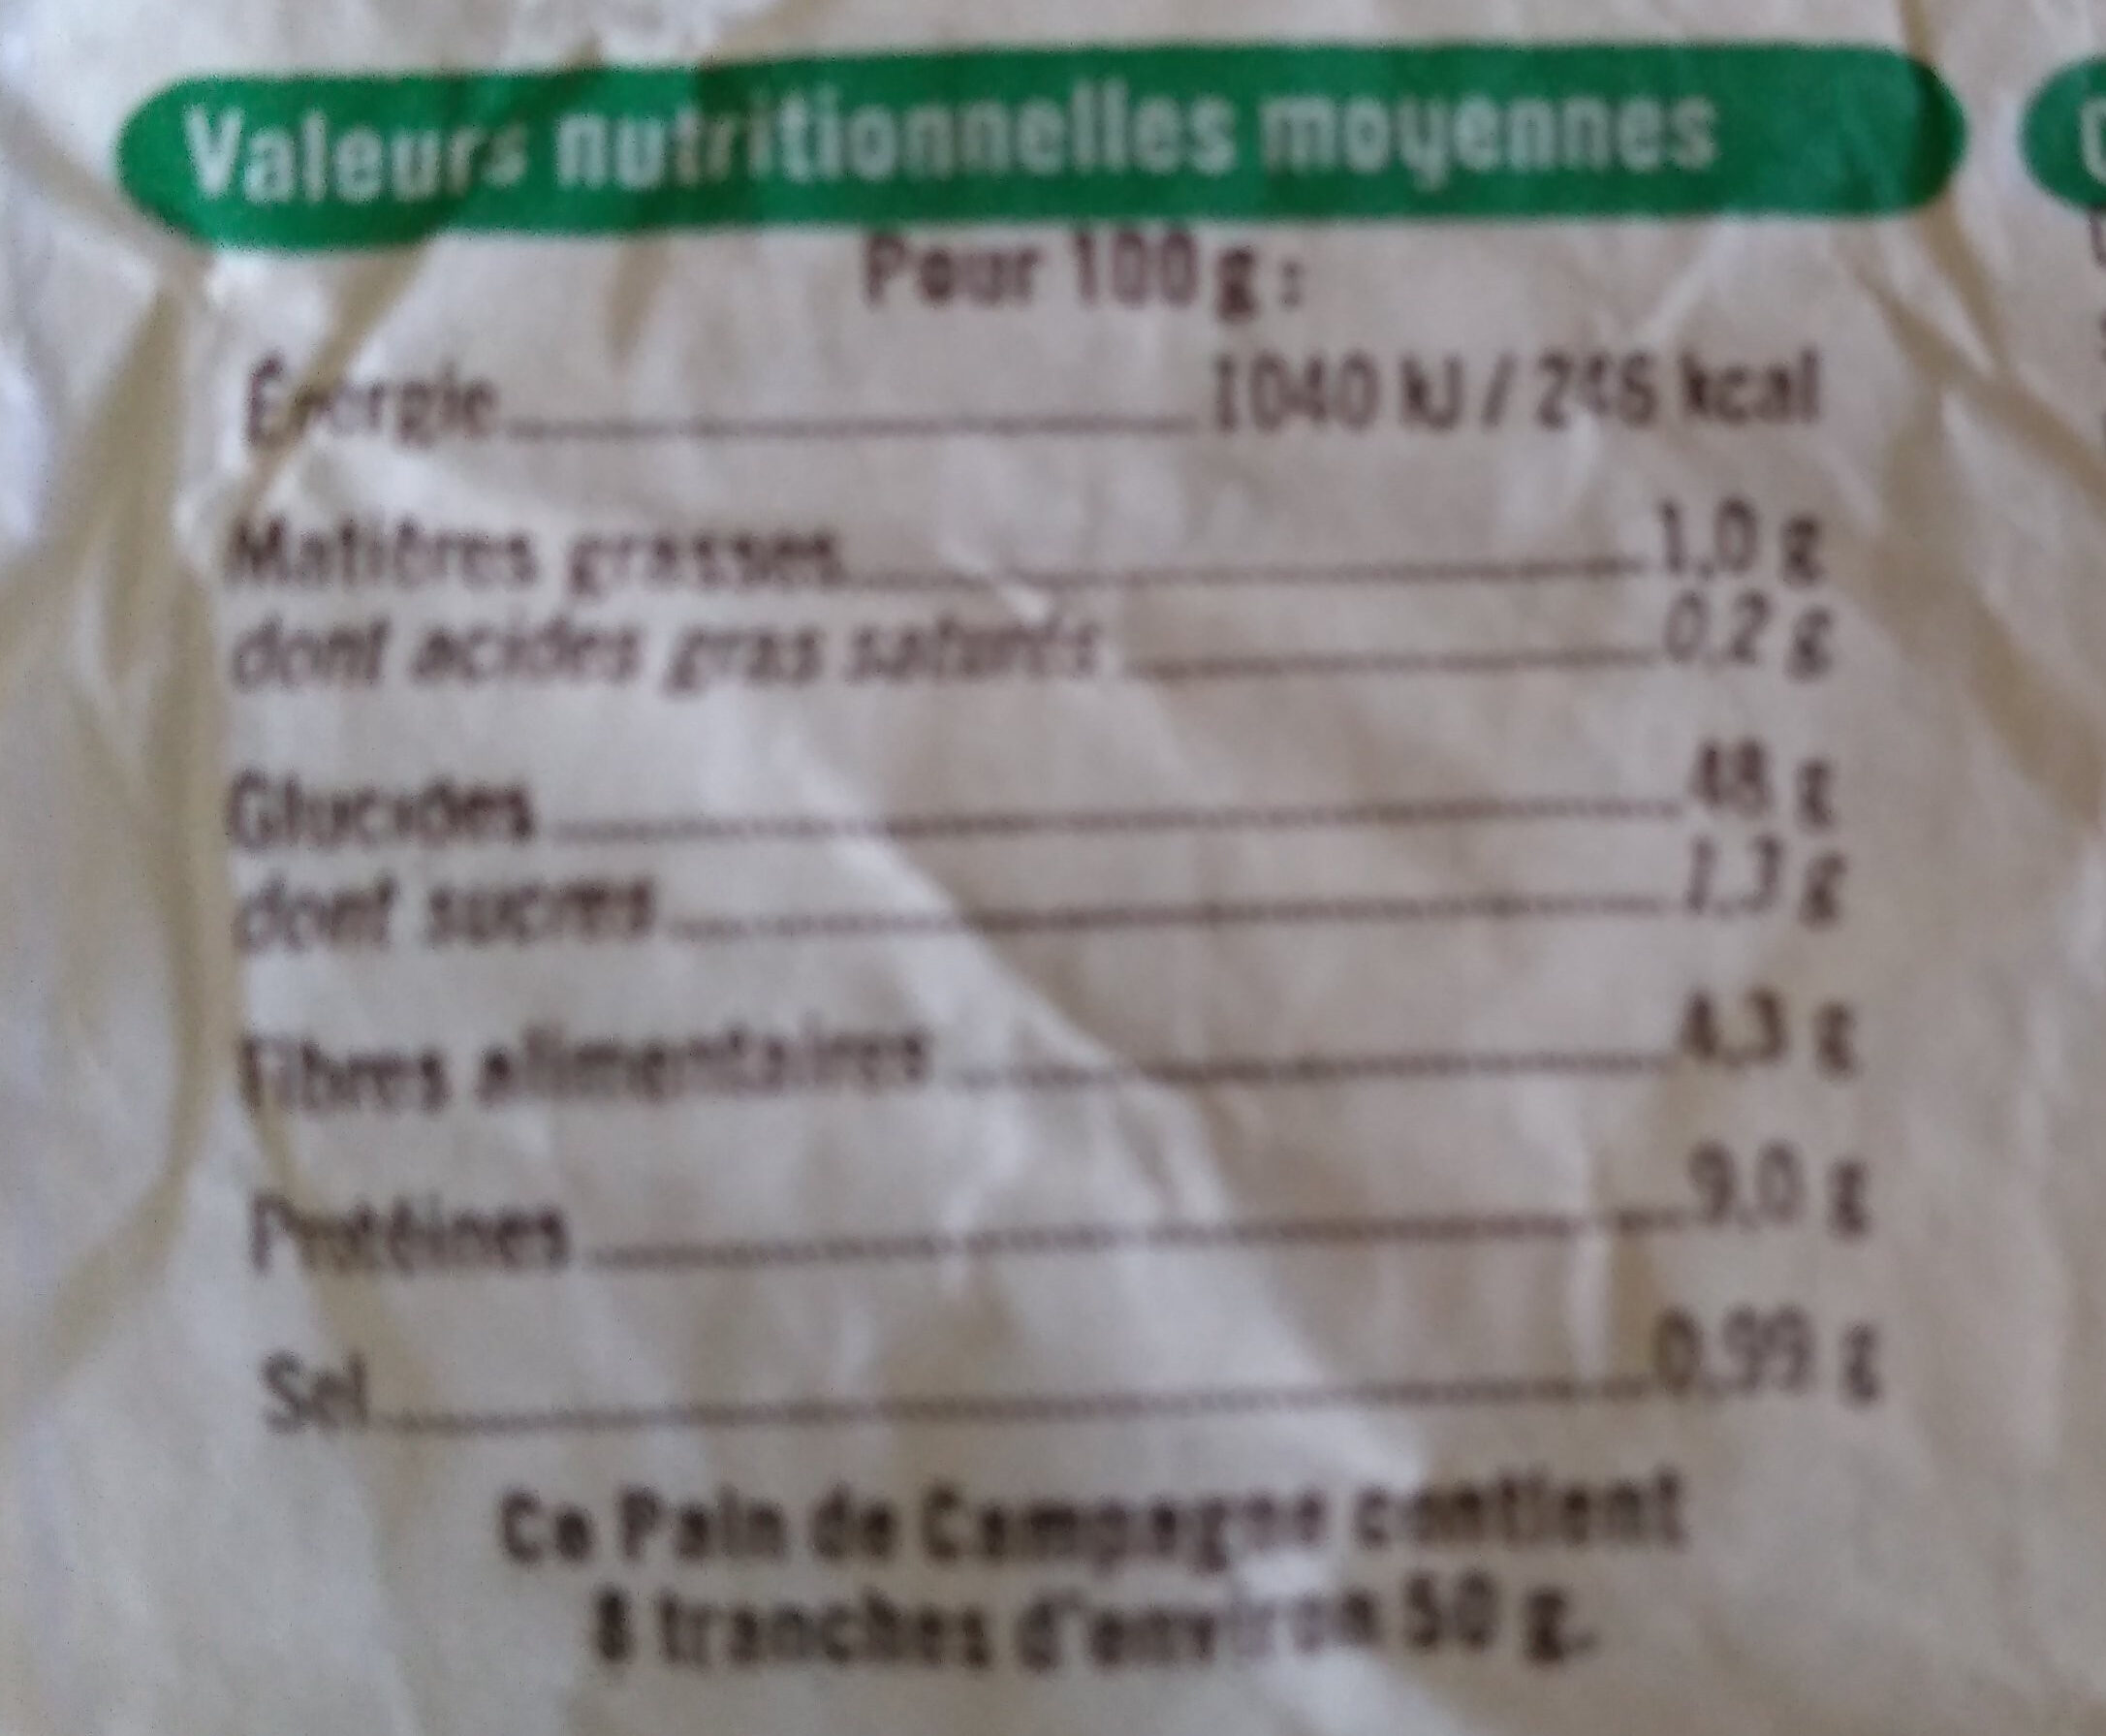 Valeurs nutritionnelles moyennes
Pour 100 g :
Énergie 1040 kJ / 246 kcal
Matières grasses 1,0 g
dont acides gras saturés 0,2 g
Glucides 48 g
dont sucres 1,3 g
Fibres alimentaires 4,3 g
Protéines 9,0 g
Sel 0,99 g
Ce Pain de Campagne contient
8 tranches d'environ 50 g.